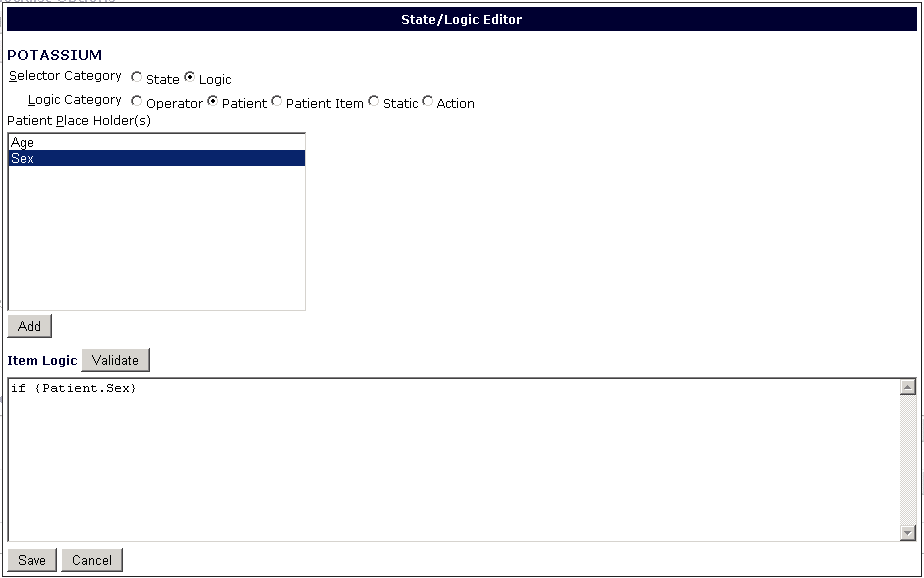 State/Logic Editor
POTASSIUM
Selector Category State Logic
Logic Category Operator Patient Patient Item Static Action
Patient Place Holder(s)
Age
Sex
Add
Item Logic Validate
if {Patient.Sex}
Save Cancel